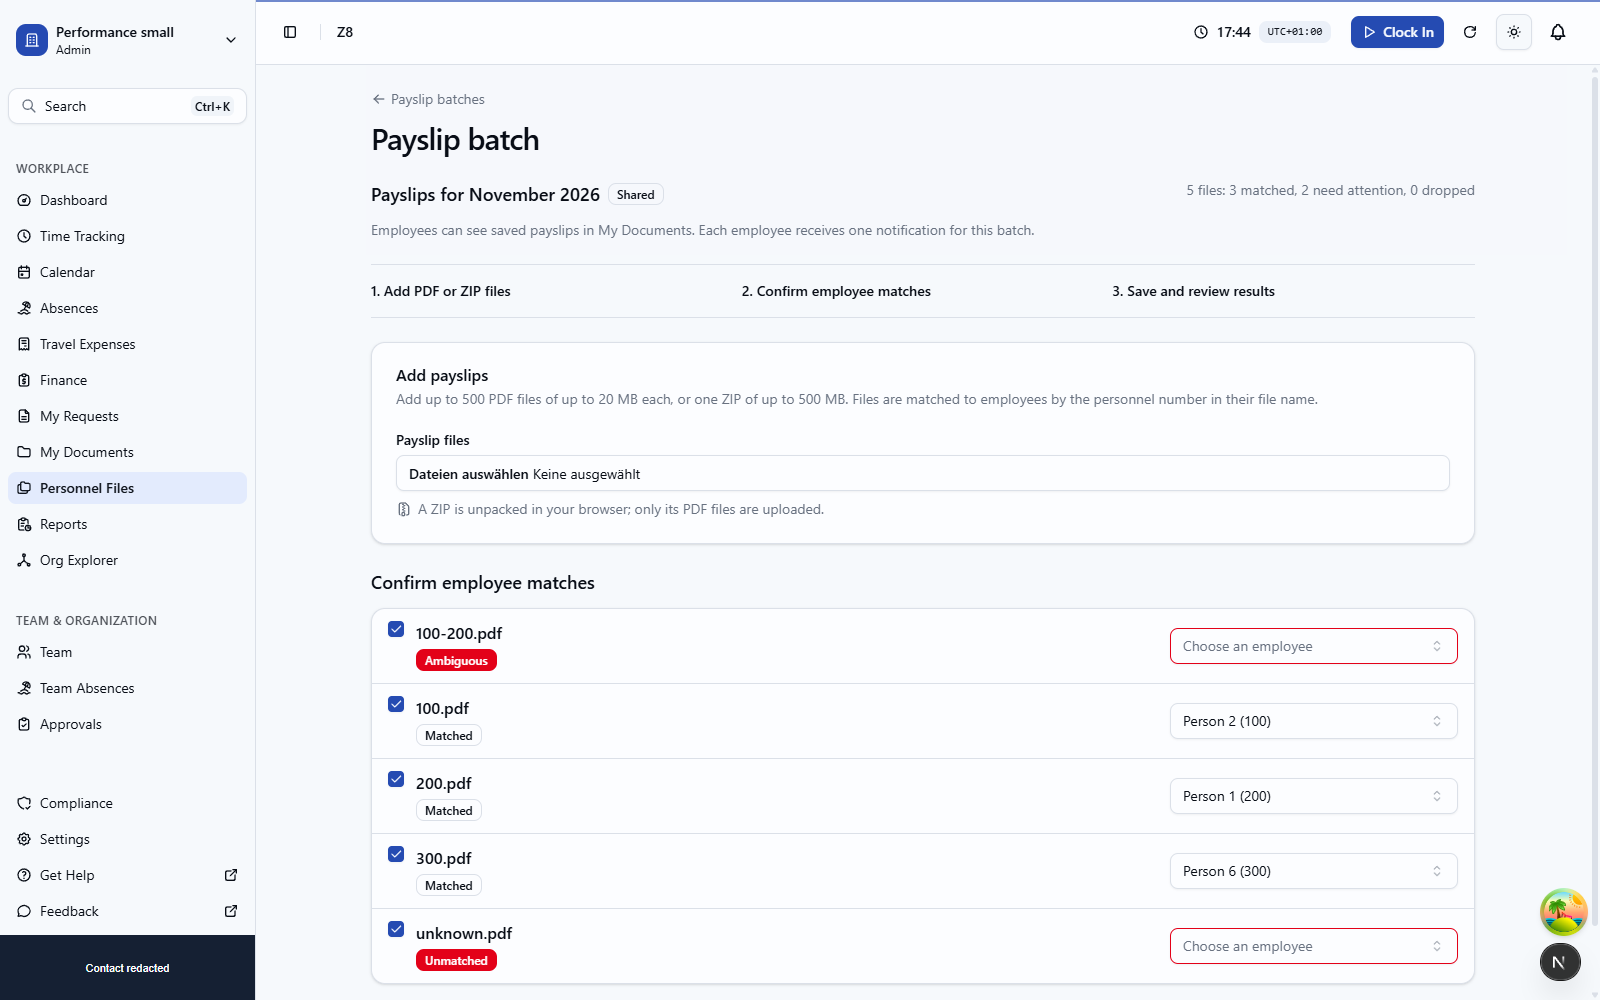 Performance small
Admin
Search
Ctrl+K
WORKPLACE
Dashboard
Time Tracking
Calendar
Absences
Travel Expenses
Finance
My Requests
My Documents
Personnel Files
Reports
Org Explorer
TEAM & ORGANIZATION
Team
Team Absences
Approvals
Compliance
Settings
Get Help
Feedback
Contact redacted
Z8
17:44
UTC+01:00
Clock In
Payslip batches
Payslip batch
Payslips for November 2026
Shared
5 files: 3 matched, 2 need attention, 0 dropped
Employees can see saved payslips in My Documents. Each employee receives one notification for this batch.
1. Add PDF or ZIP files
2. Confirm employee matches
3. Save and review results
Add payslips
Add up to 500 PDF files of up to 20 MB each, or one ZIP of up to 500 MB. Files are matched to employees by the personnel number in their file name.
Payslip files
Dateien auswählen Keine ausgewählt
A ZIP is unpacked in your browser; only its PDF files are uploaded.
Confirm employee matches
100-200.pdf
Ambiguous
Choose an employee
100.pdf
Matched
Person 2 (100)
200.pdf
Matched
Person 1 (200)
300.pdf
Matched
Person 6 (300)
unknown.pdf
Unmatched
Choose an employee
N